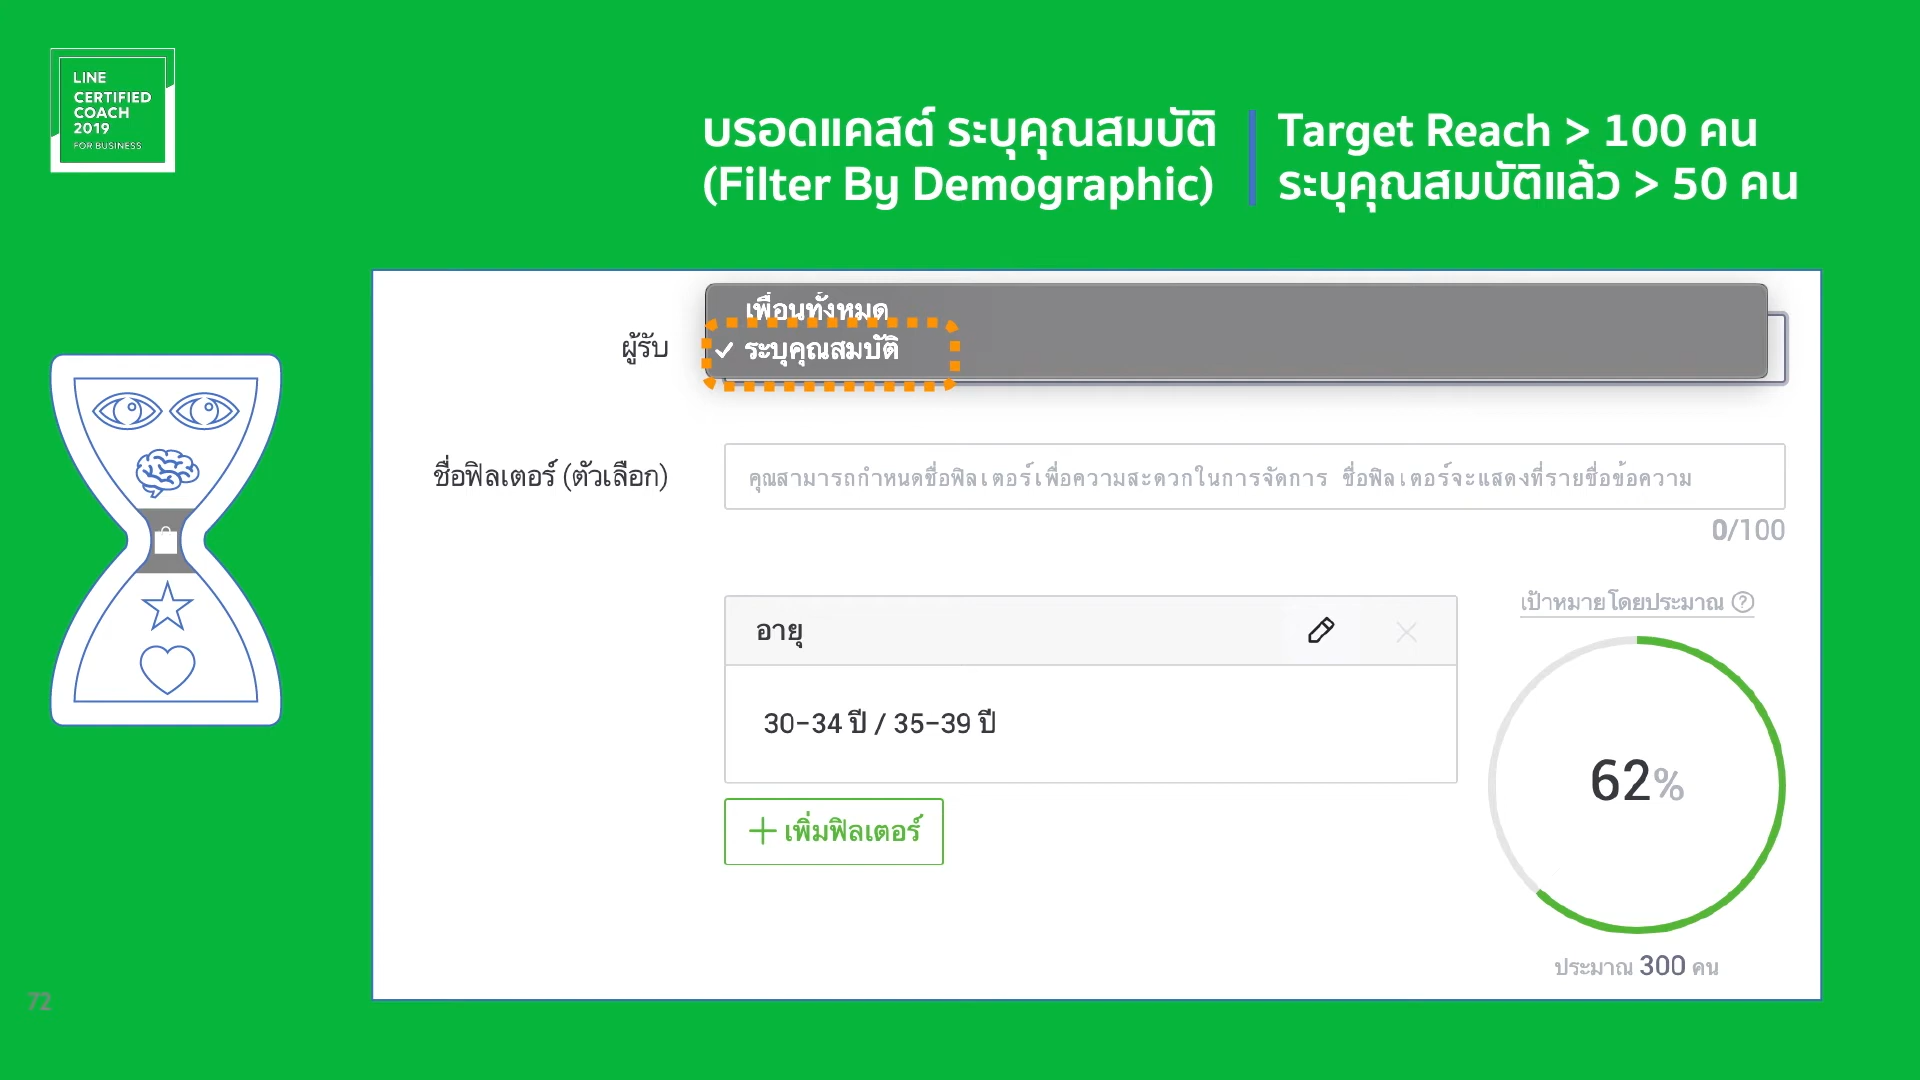 LINE
CERTIFIED
COACH
2019
FOR BUSINESS
บรอดแคสต์ ระบุคุณสมบัติ
(Filter By Demographic)
Target Reach > 100 คน
ระบุคุณสมบัติแล้ว > 50 คน
ผู้รับ
เพื่อนทั้งหมด
✓ ระบุคุณสมบัติ
ชื่อฟิลเตอร์ (ตัวเลือก)
คุณสามารถกำหนดชื่อฟิลเตอร์เพื่อความสะดวกในการจัดการ ชื่อฟิลเตอร์จะแสดงที่รายชื่อข้อความ
0/100
อายุ
30-34 ปี / 35-39 ปี
+ เพิ่มฟิลเตอร์
เป้าหมายโดยประมาณ ?
62%
ประมาณ 300 คน
72